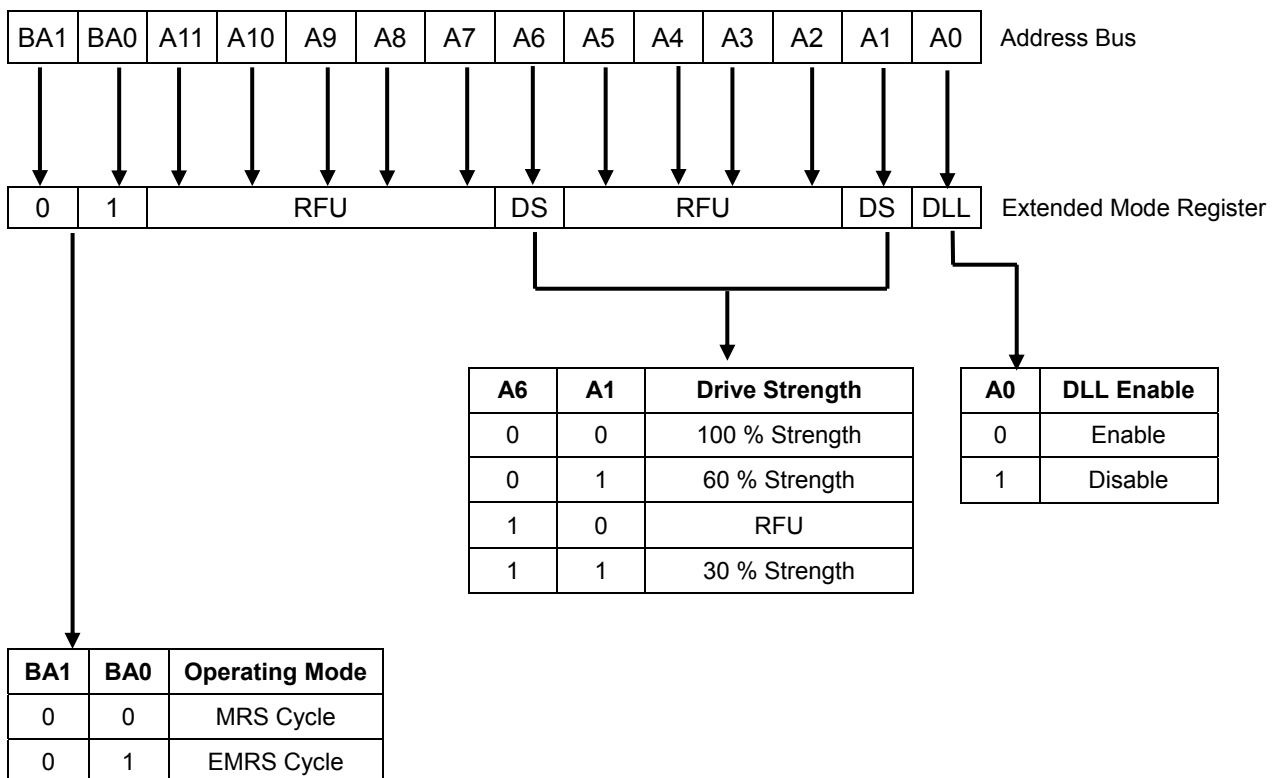 BA1 BA0 A11 A10 A9 A8 A7 A6 A5 A4 A3 A2 A1 A0 Address Bus
0 1 RFU DS RFU DS DLL Extended Mode Register
A6 A1 Drive Strength
0 0 100 % Strength
0 1 60 % Strength
1 0 RFU
1 1 30 % Strength
A0 DLL Enable
0 Enable
1 Disable
BA1 BA0 Operating Mode
0 0 MRS Cycle
0 1 EMRS Cycle